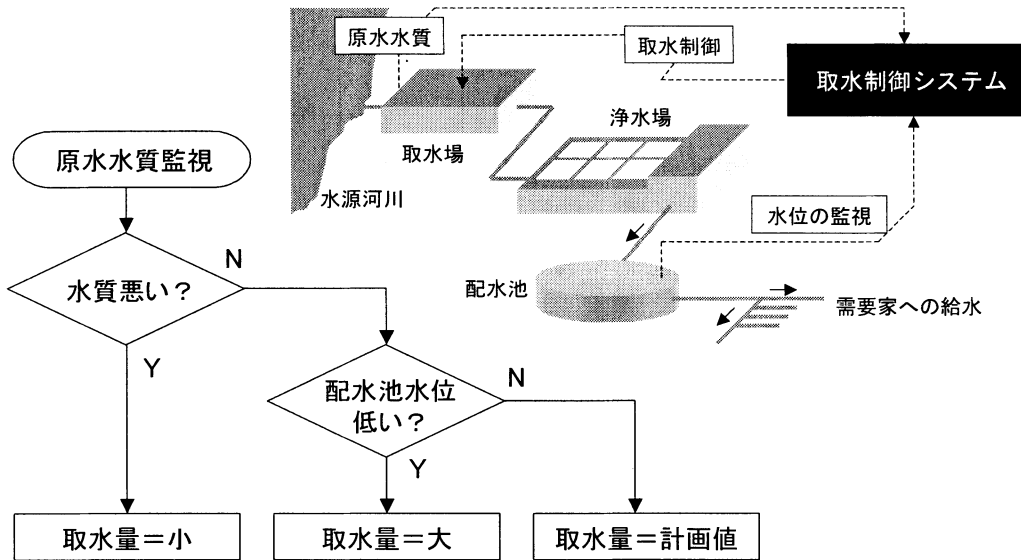 原水水質
取水制御
取水制御システム
浄水場
取水場
水源河川
水位の監視
配水池
需要家への給水
原水水質監視
水質悪い？
N
Y
配水池水位
低い？
N
Y
取水量＝小
取水量＝大
取水量＝計画値